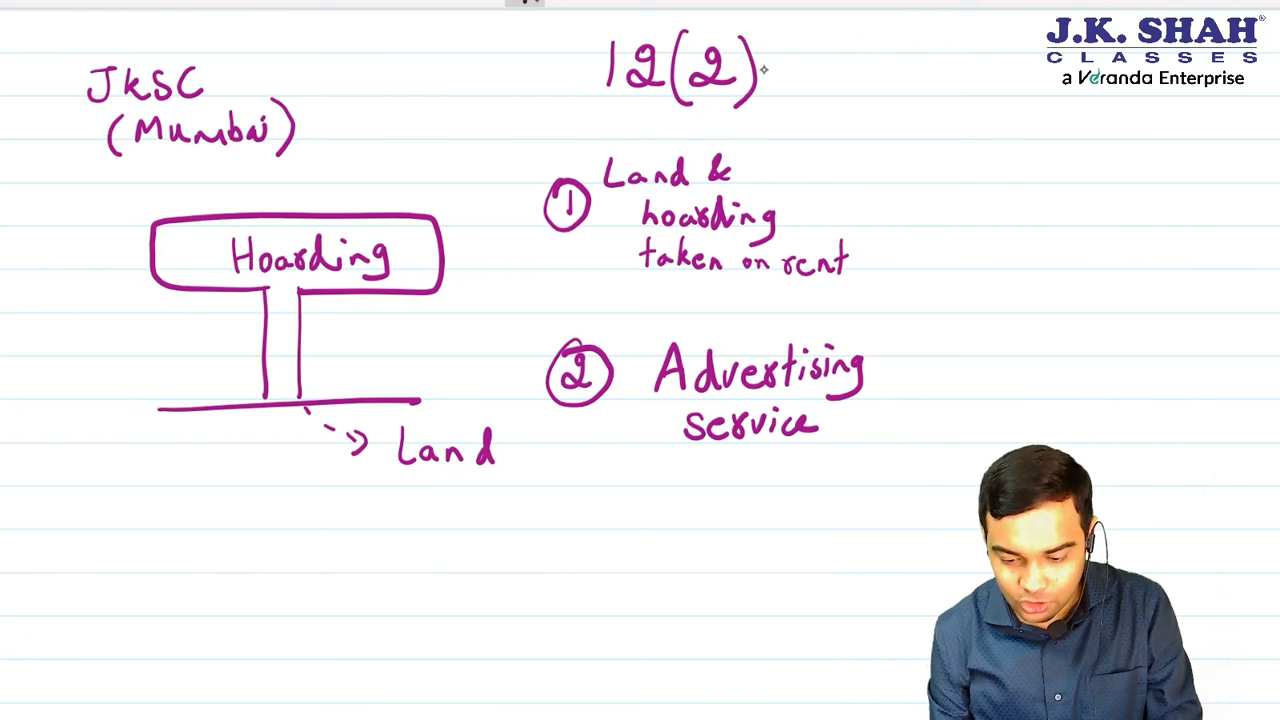 JKSC
(Mumbai)
Hoarding
Land
12(2)
① Land &
hoarding
taken on rent
② Advertising
service
J.K. SHAH®
CLASSES
a Veranda Enterprise